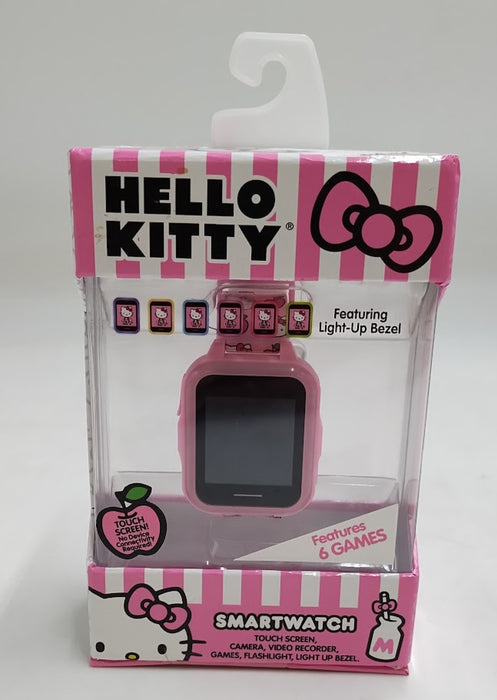 HELLO
KITTY®
Featuring
Light-Up Bezel
TOUCH
SCREEN!
No Device
Connectivity
Required!
Features
6 GAMES
SMARTWATCH
TOUCH SCREEN,
CAMERA, VIDEO RECORDER,
GAMES, FLASHLIGHT, LIGHT UP BEZEL.
M